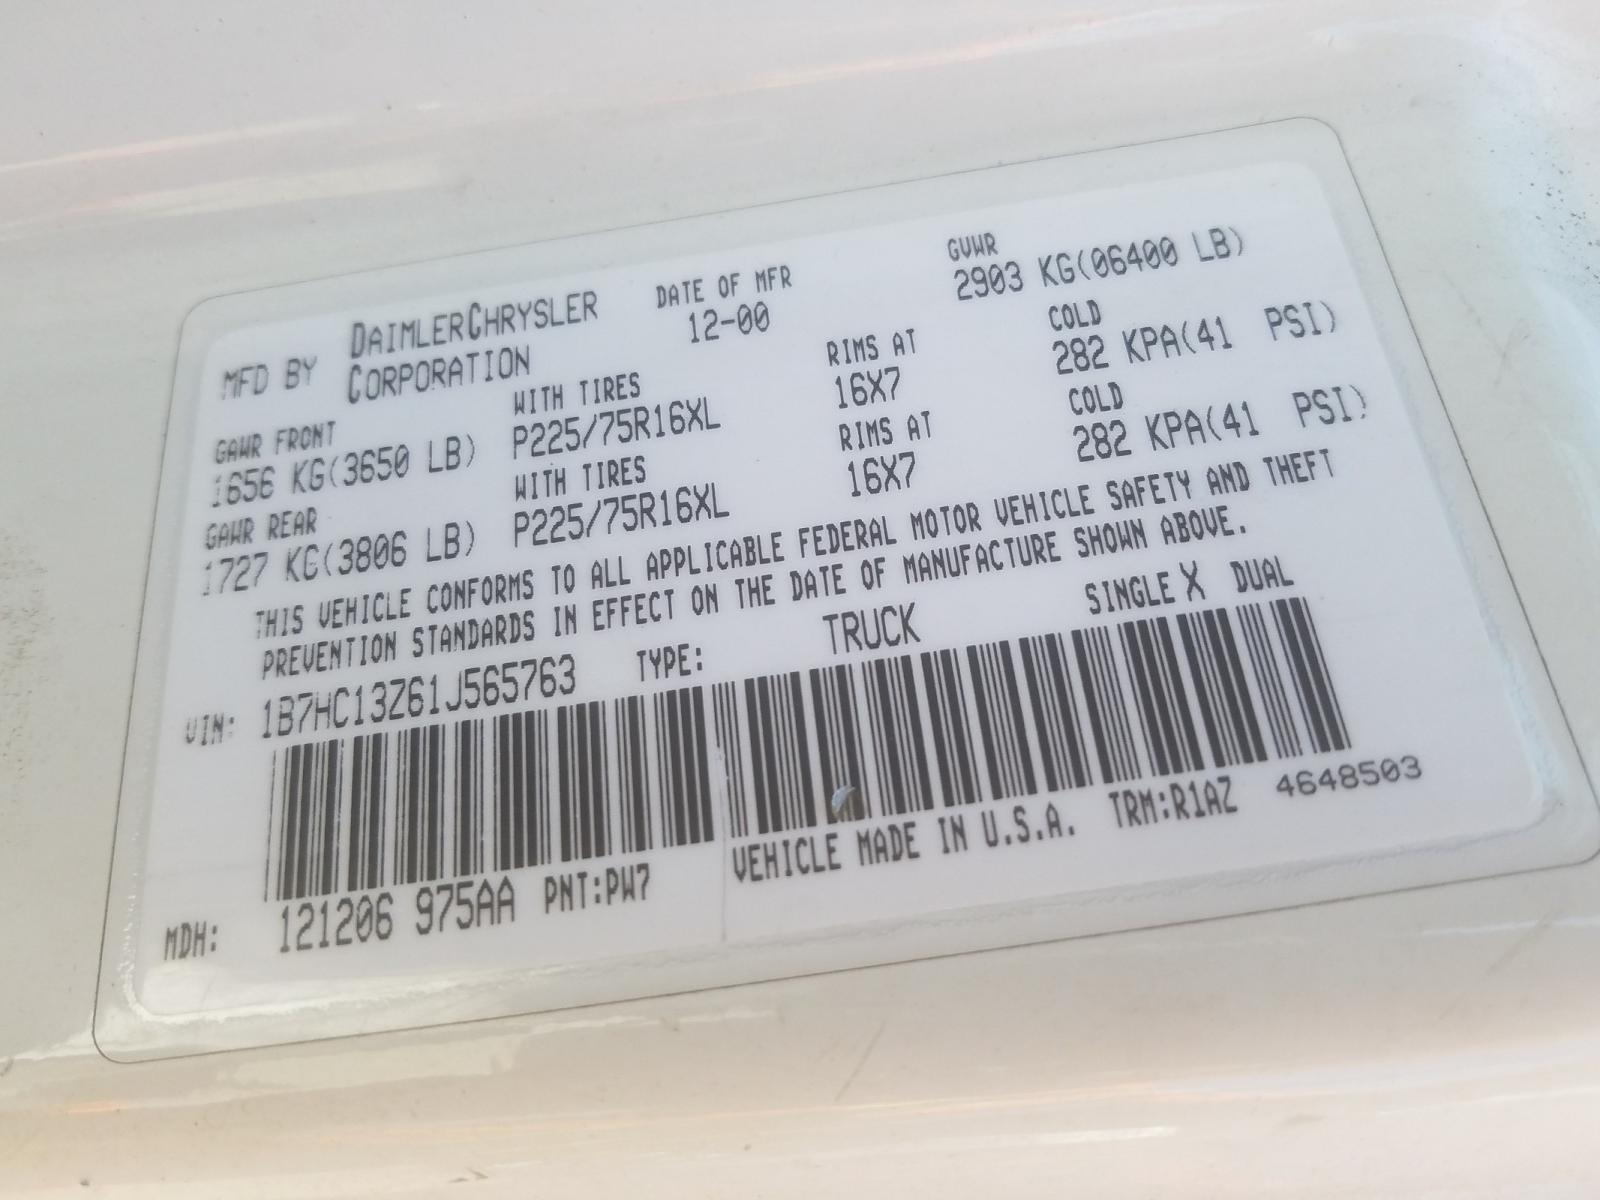 MFD BY DAIMLERCHRYSLER CORPORATION DATE OF MFR 12-00 GVWR 2903 KG(06400 LB)
GAWR FRONT WITH TIRES RIMS AT COLD
1656 KG(3650 LB) P225/75R16XL 16X7 282 KPA(41 PSI)
GAWR REAR WITH TIRES RIMS AT COLD
1727 KG(3806 LB) P225/75R16XL 16X7 282 KPA(41 PSI)
THIS VEHICLE CONFORMS TO ALL APPLICABLE FEDERAL MOTOR VEHICLE SAFETY AND THEFT
PREVENTION STANDARDS IN EFFECT ON THE DATE OF MANUFACTURE SHOWN ABOVE.
VIN: 1B7HC13Z61J565763 TYPE: TRUCK SINGLE X DUAL
MDH: 121206 975AA PNT:PW7 VEHICLE MADE IN U.S.A. TRM:R1AZ 4648503